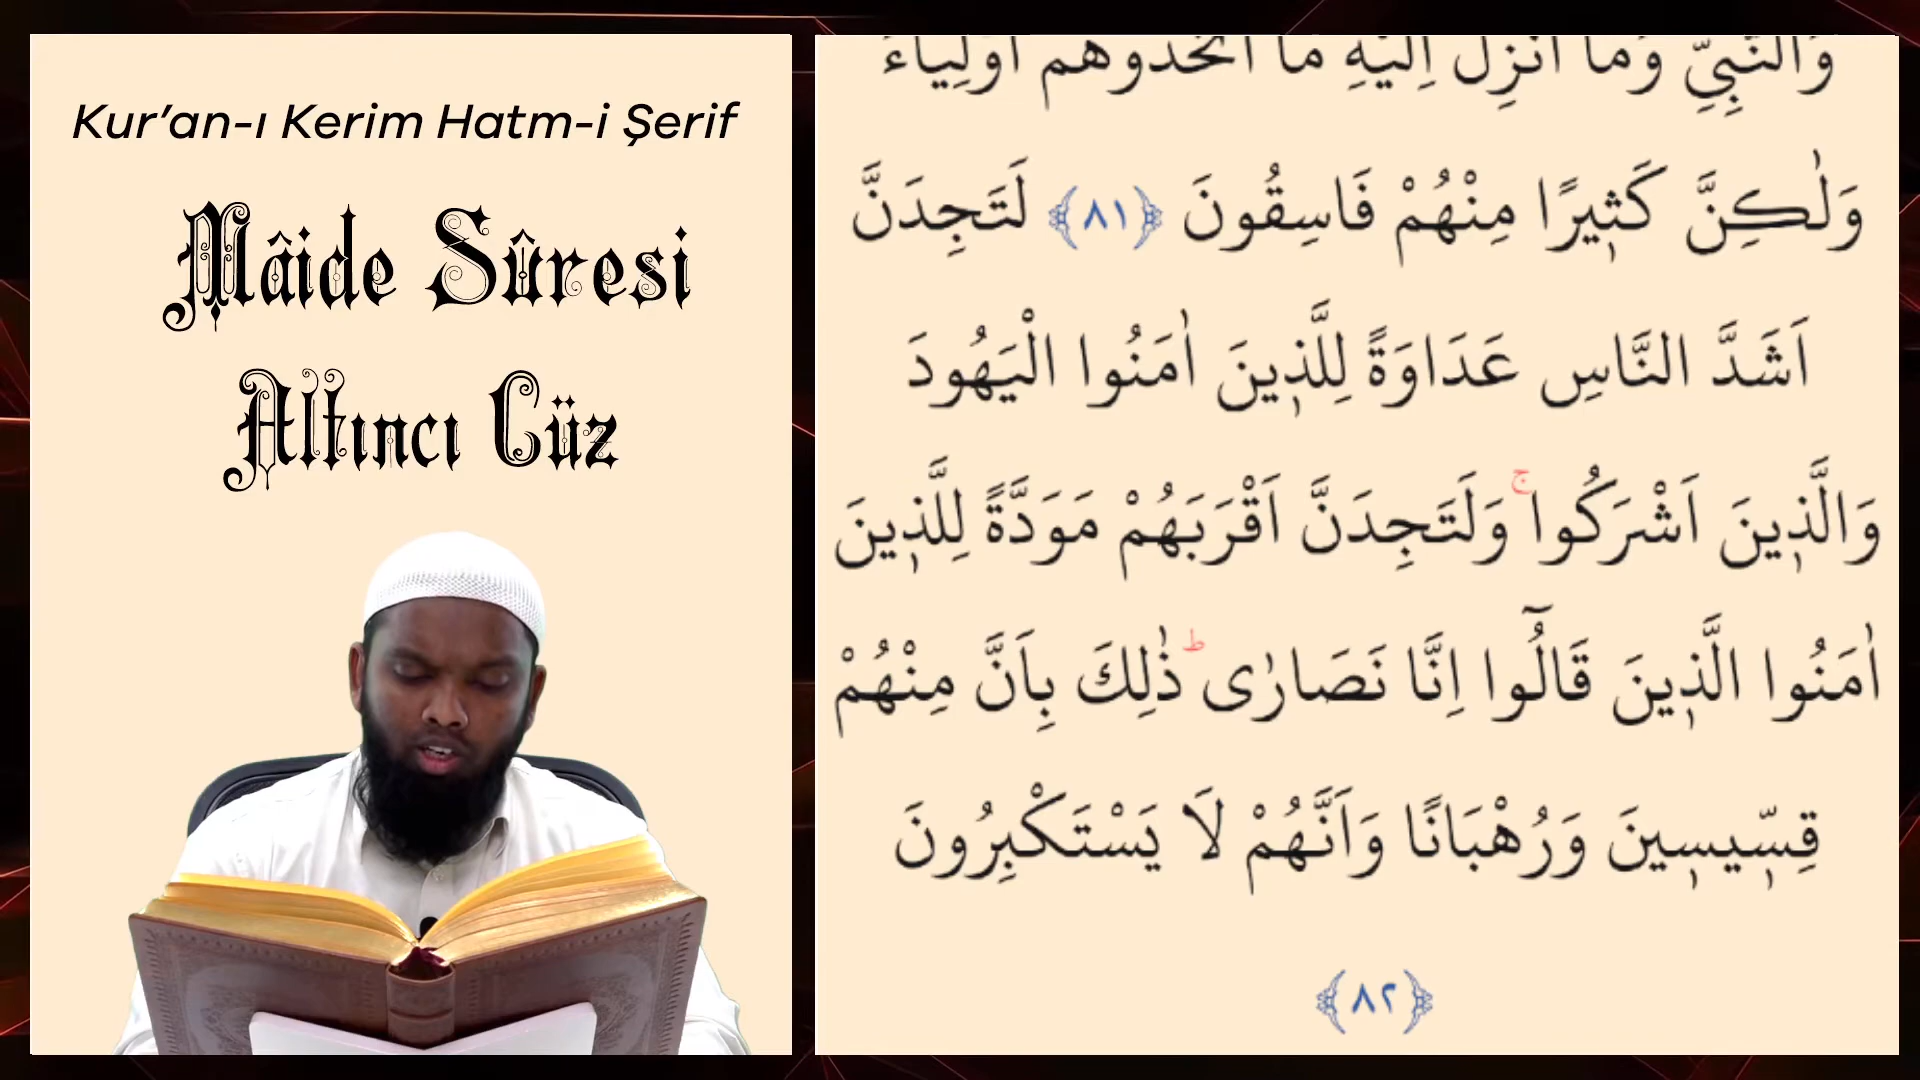 Kur'an-ı Kerim Hatm-i Şerif
Mâide Sûresi
Altıncı Cüz
وَالنَّبِيِّ وَمَا اُنْزِلَ اِلَيْهِ مَا اتَّخَذُوهُمْ اَوْلِيَاءَ
وَلٰكِنَّ كَثٖيرًا مِنْهُمْ فَاسِقُونَ ﴿٨١﴾ لَتَجِدَنَّ
اَشَدَّ النَّاسِ عَدَاوَةً لِلَّذٖينَ اٰمَنُوا الْيَهُودَ
وَالَّذٖينَ اَشْرَكُواۚ وَلَتَجِدَنَّ اَقْرَبَهُمْ مَوَدَّةً لِلَّذٖينَ
اٰمَنُوا الَّذٖينَ قَالُٓوا اِنَّا نَصَارٰىؕ ذٰلِكَ بِاَنَّ مِنْهُمْ
قِسّٖيسٖينَ وَرُهْبَانًا وَاَنَّهُمْ لَا يَسْتَكْبِرُونَ
﴿٨٢﴾